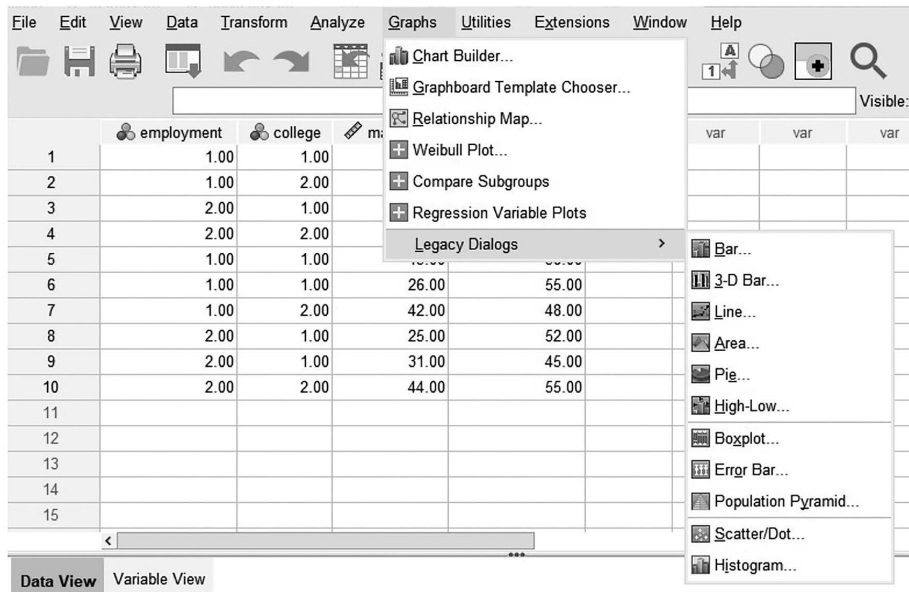 File Edit View Data Transform Analyze Graphs Utilities Extensions Window Help
Chart Builder...
Graphboard Template Chooser...
Relationship Map...
Weibull Plot...
Compare Subgroups
Regression Variable Plots
Legacy Dialogs
Bar...
3-D Bar...
Line...
Area...
Pie...
High-Low...
Boxplot...
Error Bar...
Population Pyramid...
Scatter/Dot...
Histogram...
A
1
Visible:
employment college ma var var var
1 1.00 1.00
2 1.00 2.00
3 2.00 1.00
4 2.00 2.00
5 1.00 1.00
6 1.00 1.00 26.00 55.00
7 1.00 2.00 42.00 48.00
8 2.00 1.00 25.00 52.00
9 2.00 1.00 31.00 45.00
10 2.00 2.00 44.00 55.00
11
12
13
14
15
Data View Variable View